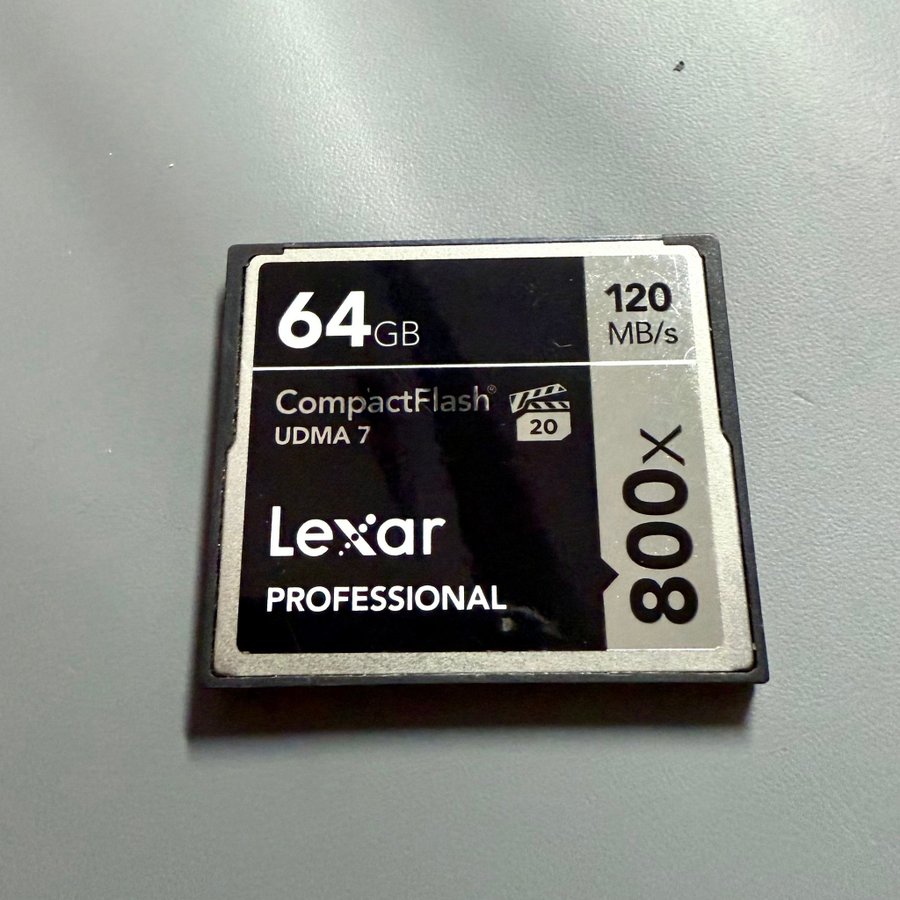 64GB
120
MB/s
CompactFlash®
UDMA 7
20
800x
Lexar
PROFESSIONAL